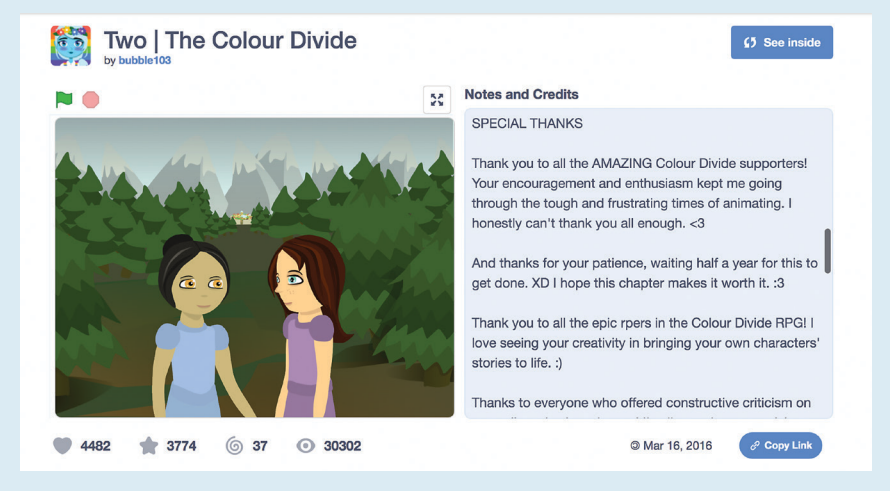 Two | The Colour Divide
by bubble103
See inside
Notes and Credits
SPECIAL THANKS
Thank you to all the AMAZING Colour Divide supporters!
Your encouragement and enthusiasm kept me going
through the tough and frustrating times of animating. I
honestly can't thank you all enough. <3
And thanks for your patience, waiting half a year for this to
get done. XD I hope this chapter makes it worth it. :3
Thank you to all the epic rpers in the Colour Divide RPG! I
love seeing your creativity in bringing your own characters'
stories to life. :)
Thanks to everyone who offered constructive criticism on
4482 3774 37 30302
© Mar 16, 2016
Copy Link